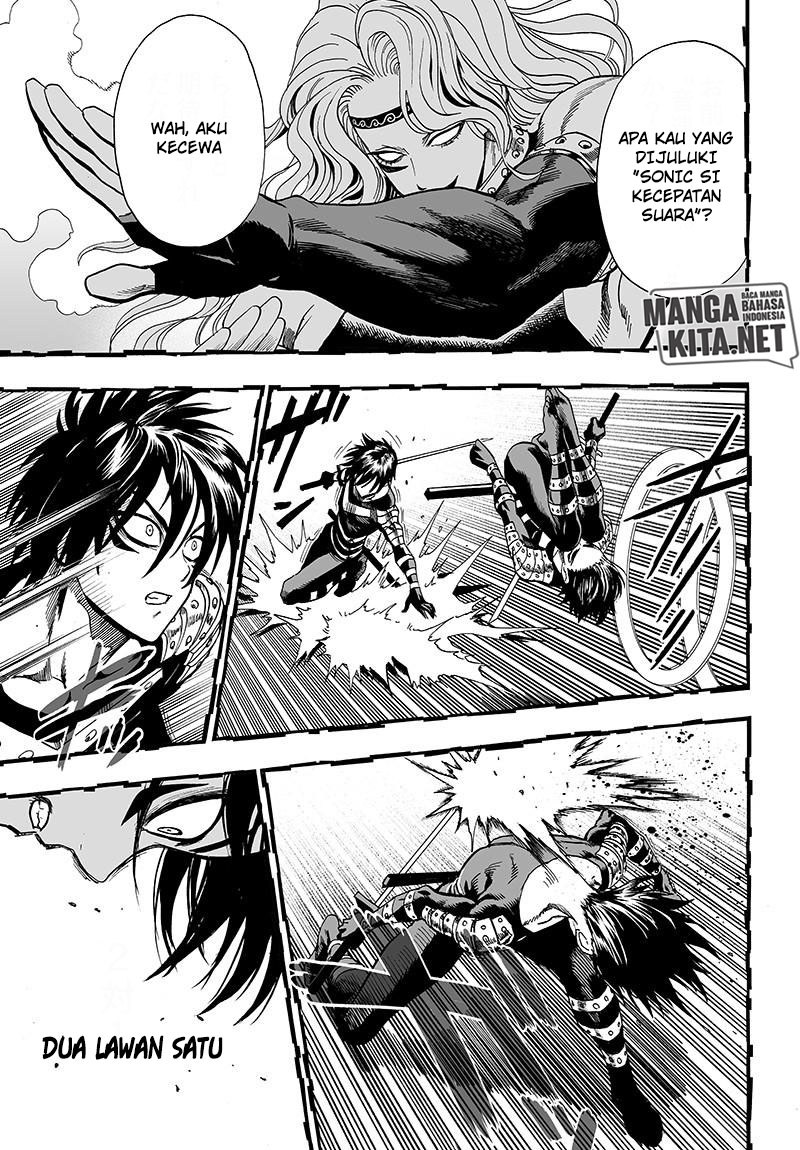 APA KAU YANG
DIJULUKI
"SONIC SI
KECEPATAN
SUARA"?
WAH, AKU
KECEWA
MANGA
BACA MANGA
BAHASA
INDONESIA
-KITA.NET
DUA LAWAN SATU